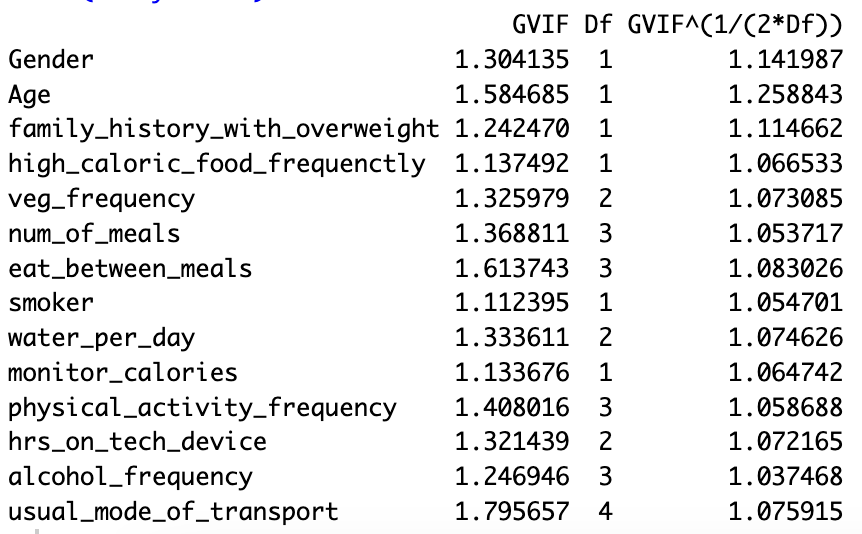 GVIF Df GVIF^(1/(2*Df))
Gender 1.304135 1 1.141987
Age 1.584685 1 1.258843
family_history_with_overweight 1.242470 1 1.114662
high_caloric_food_frequenctly 1.137492 1 1.066533
veg_frequency 1.325979 2 1.073085
num_of_meals 1.368811 3 1.053717
eat_between_meals 1.613743 3 1.083026
smoker 1.112395 1 1.054701
water_per_day 1.333611 2 1.074626
monitor_calories 1.133676 1 1.064742
physical_activity_frequency 1.408016 3 1.058688
hrs_on_tech_device 1.321439 2 1.072165
alcohol_frequency 1.246946 3 1.037468
usual_mode_of_transport 1.795657 4 1.075915